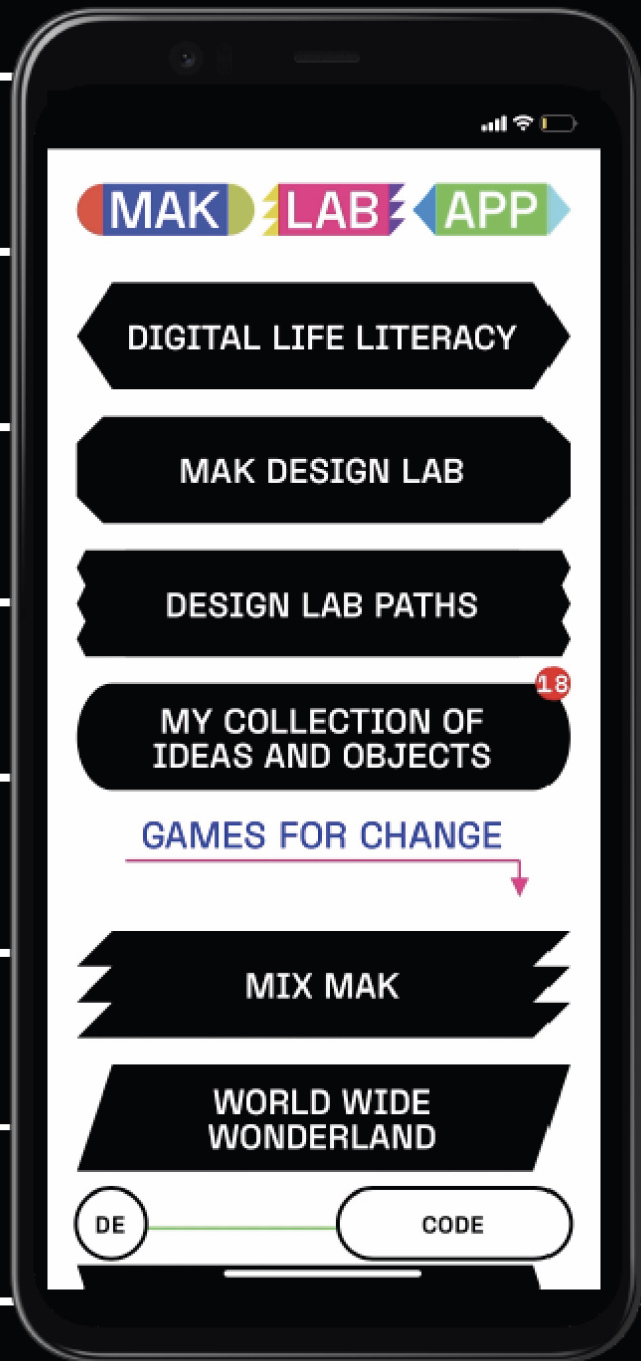 MAK LAB APP
DIGITAL LIFE LITERACY
MAK DESIGN LAB
DESIGN LAB PATHS
18
MY COLLECTION OF
IDEAS AND OBJECTS
GAMES FOR CHANGE
MIX MAK
WORLD WIDE
WONDERLAND
DE
CODE